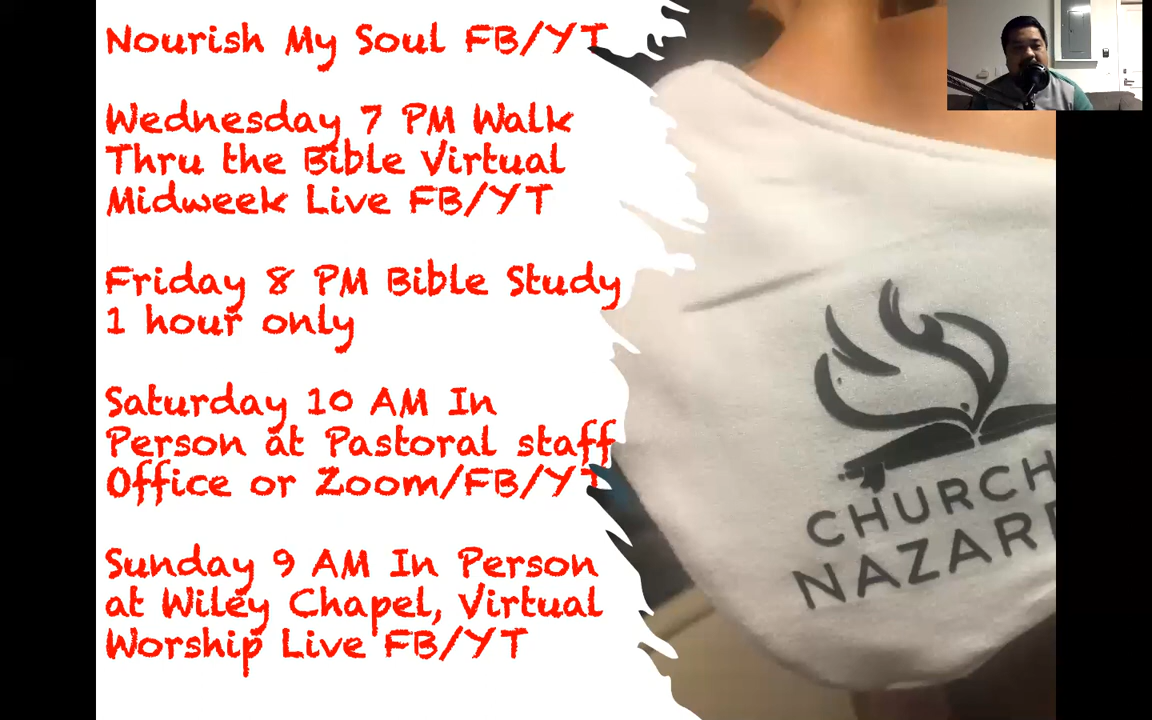 Nourish My Soul FB/YT
Wednesday 7 PM Walk
Thru the Bible Virtual
Midweek Live FB/YT
Friday 8 PM Bible Study
1 hour only
Saturday 10 AM In
Person at Pastoral staff
Office or Zoom/FB/YT
Sunday 9 AM In Person
at Wiley Chapel, Virtual
Worship Live FB/YT
CHURCH
NAZARE